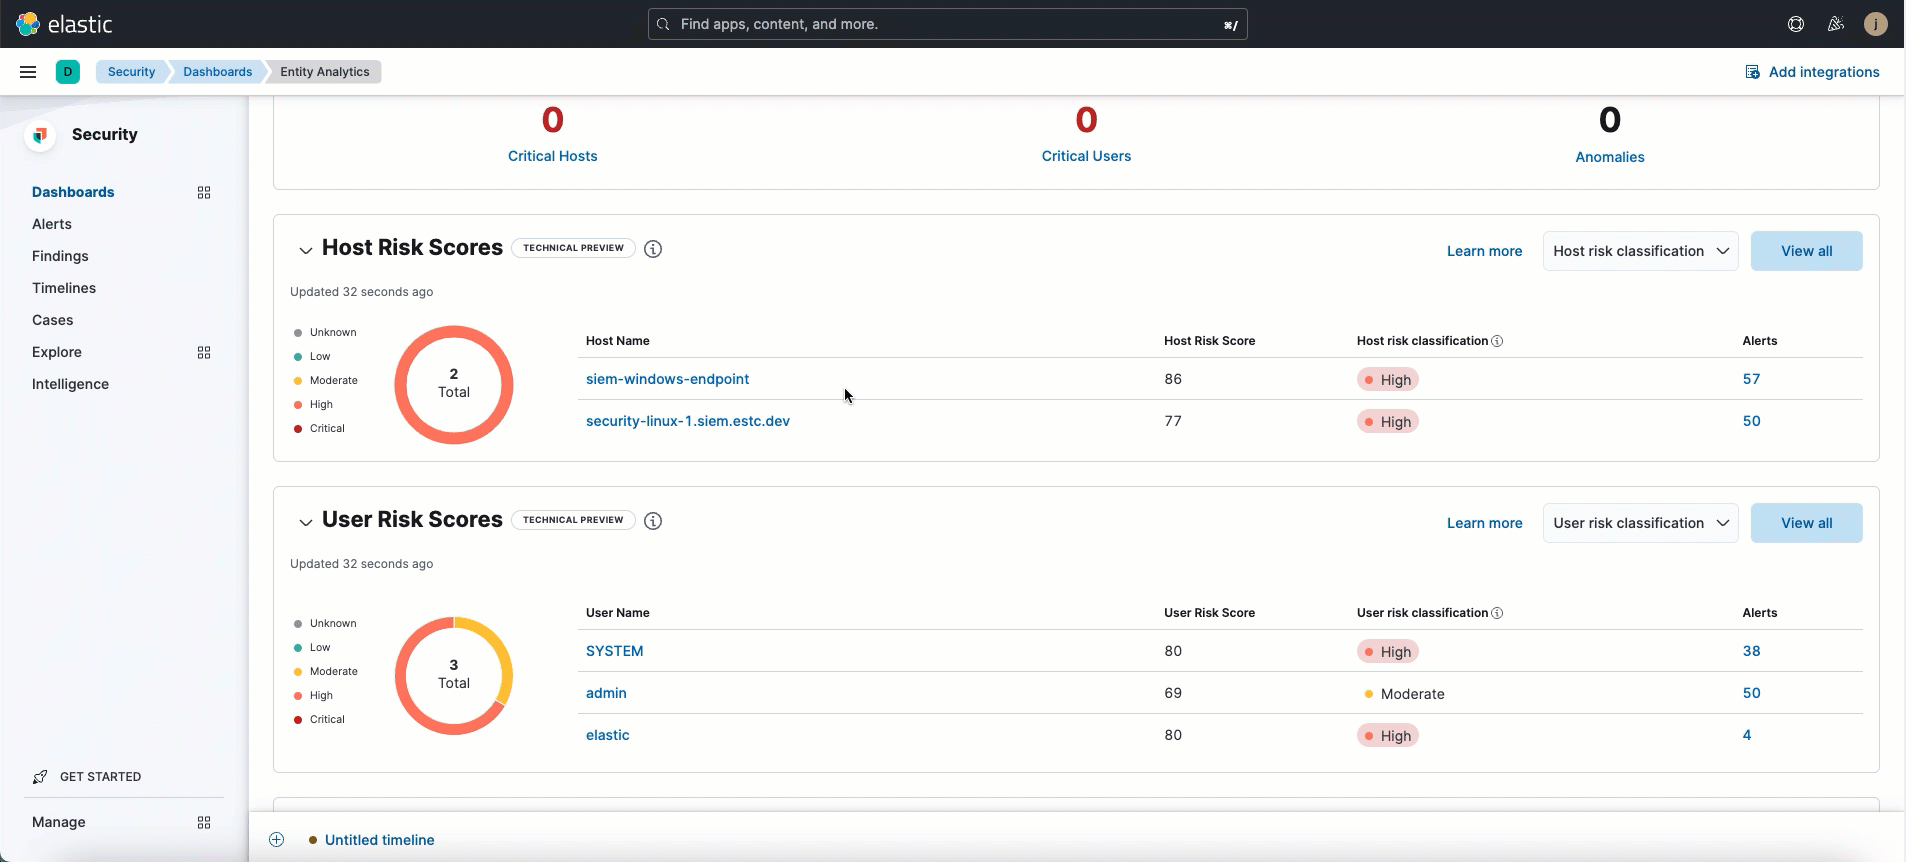 elastic
Find apps, content, and more.
⌘/
j
D
Security
Dashboards
Entity Analytics
Add integrations
Security
Dashboards
Alerts
Findings
Timelines
Cases
Explore
Intelligence
GET STARTED
Manage
0
Critical Hosts
0
Critical Users
0
Anomalies
Host Risk Scores
TECHNICAL PREVIEW
Learn more
Host risk classification
View all
Updated 32 seconds ago
Unknown
Low
Moderate
High
Critical
2
Total
Host Name Host Risk Score Host risk classification Alerts
siem-windows-endpoint 86 High 57
security-linux-1.siem.estc.dev 77 High 50
User Risk Scores
TECHNICAL PREVIEW
Learn more
User risk classification
View all
Updated 32 seconds ago
Unknown
Low
Moderate
High
Critical
3
Total
User Name User Risk Score User risk classification Alerts
SYSTEM 80 High 38
admin 69 Moderate 50
elastic 80 High 4
Untitled timeline